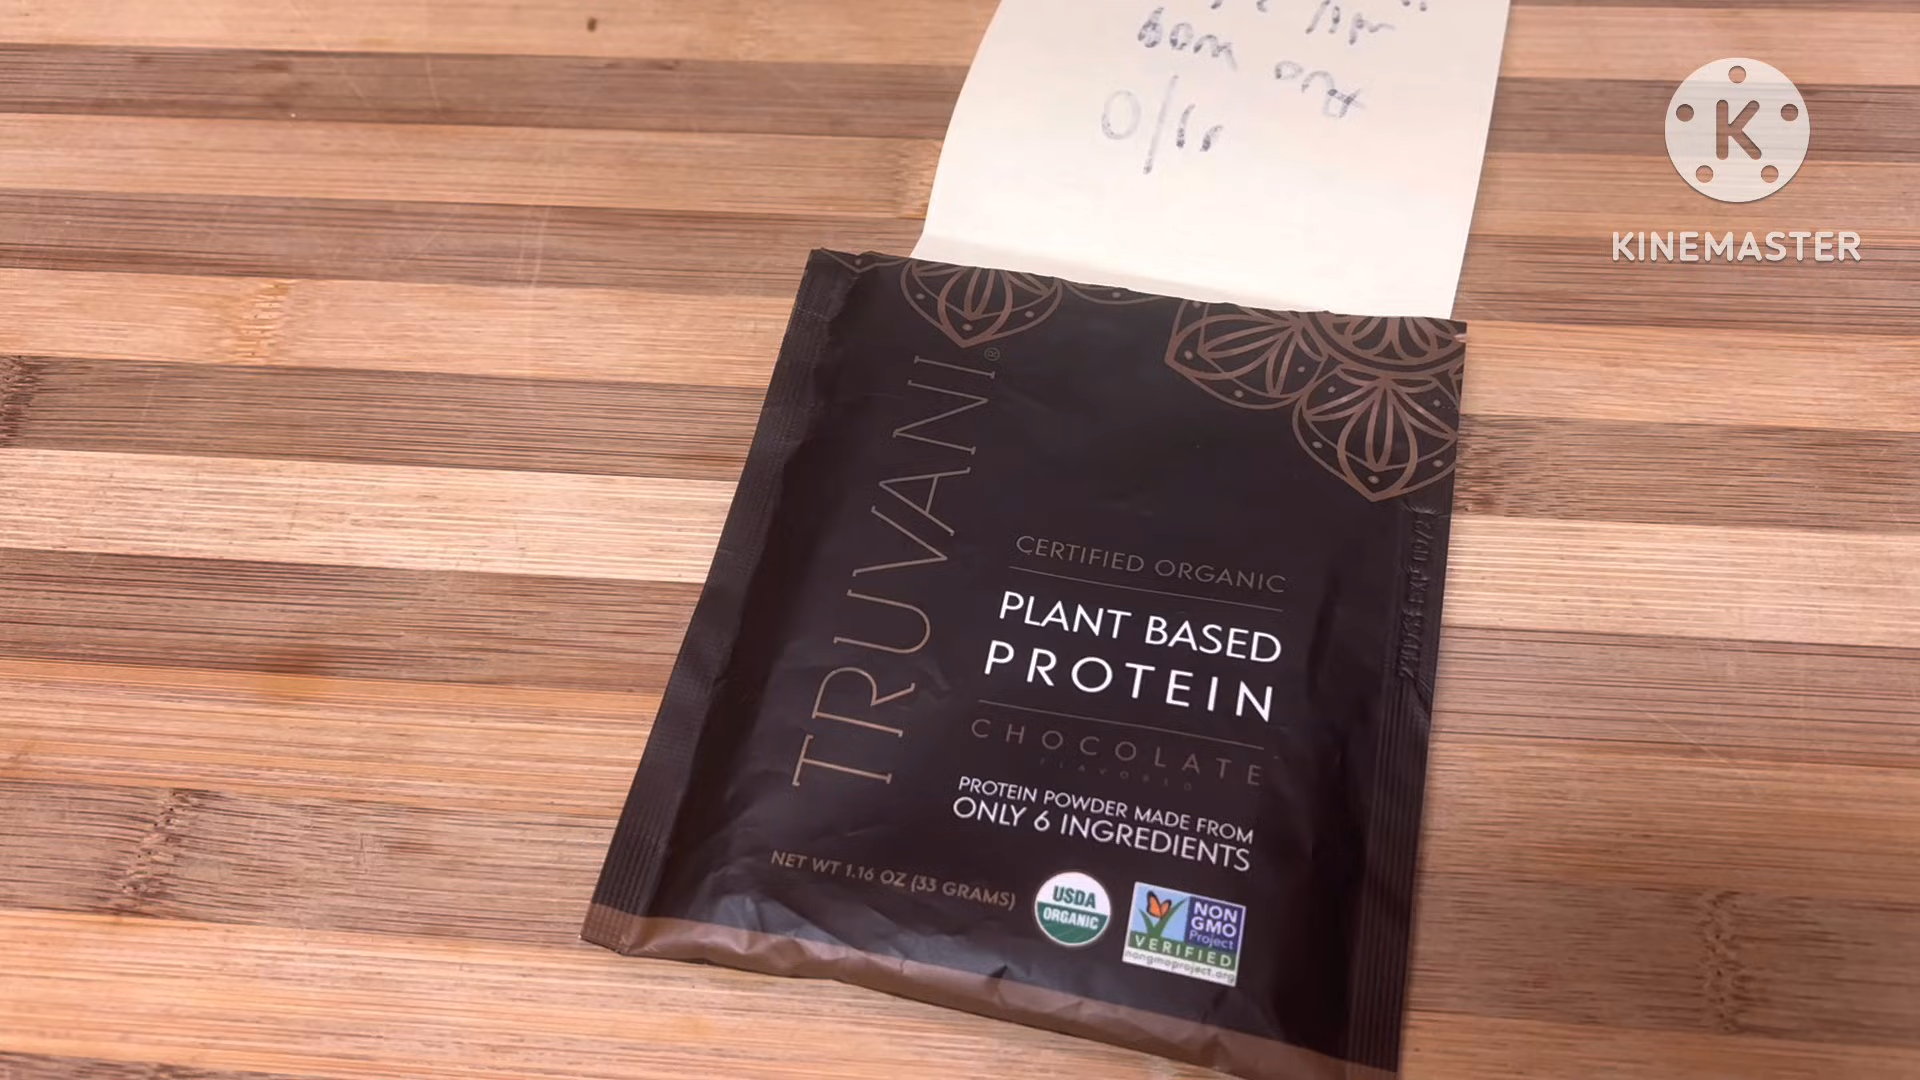 KINEMASTER
TRUVANI®
CERTIFIED ORGANIC
PLANT BASED
PROTEIN
CHOCOLATE
FLAVORED
PROTEIN POWDER MADE FROM
ONLY 6 INGREDIENTS
NET WT 1.16 OZ (33 GRAMS)
USDA
ORGANIC
NON
GMO
Project
VERIFIED
nongmoproject.org